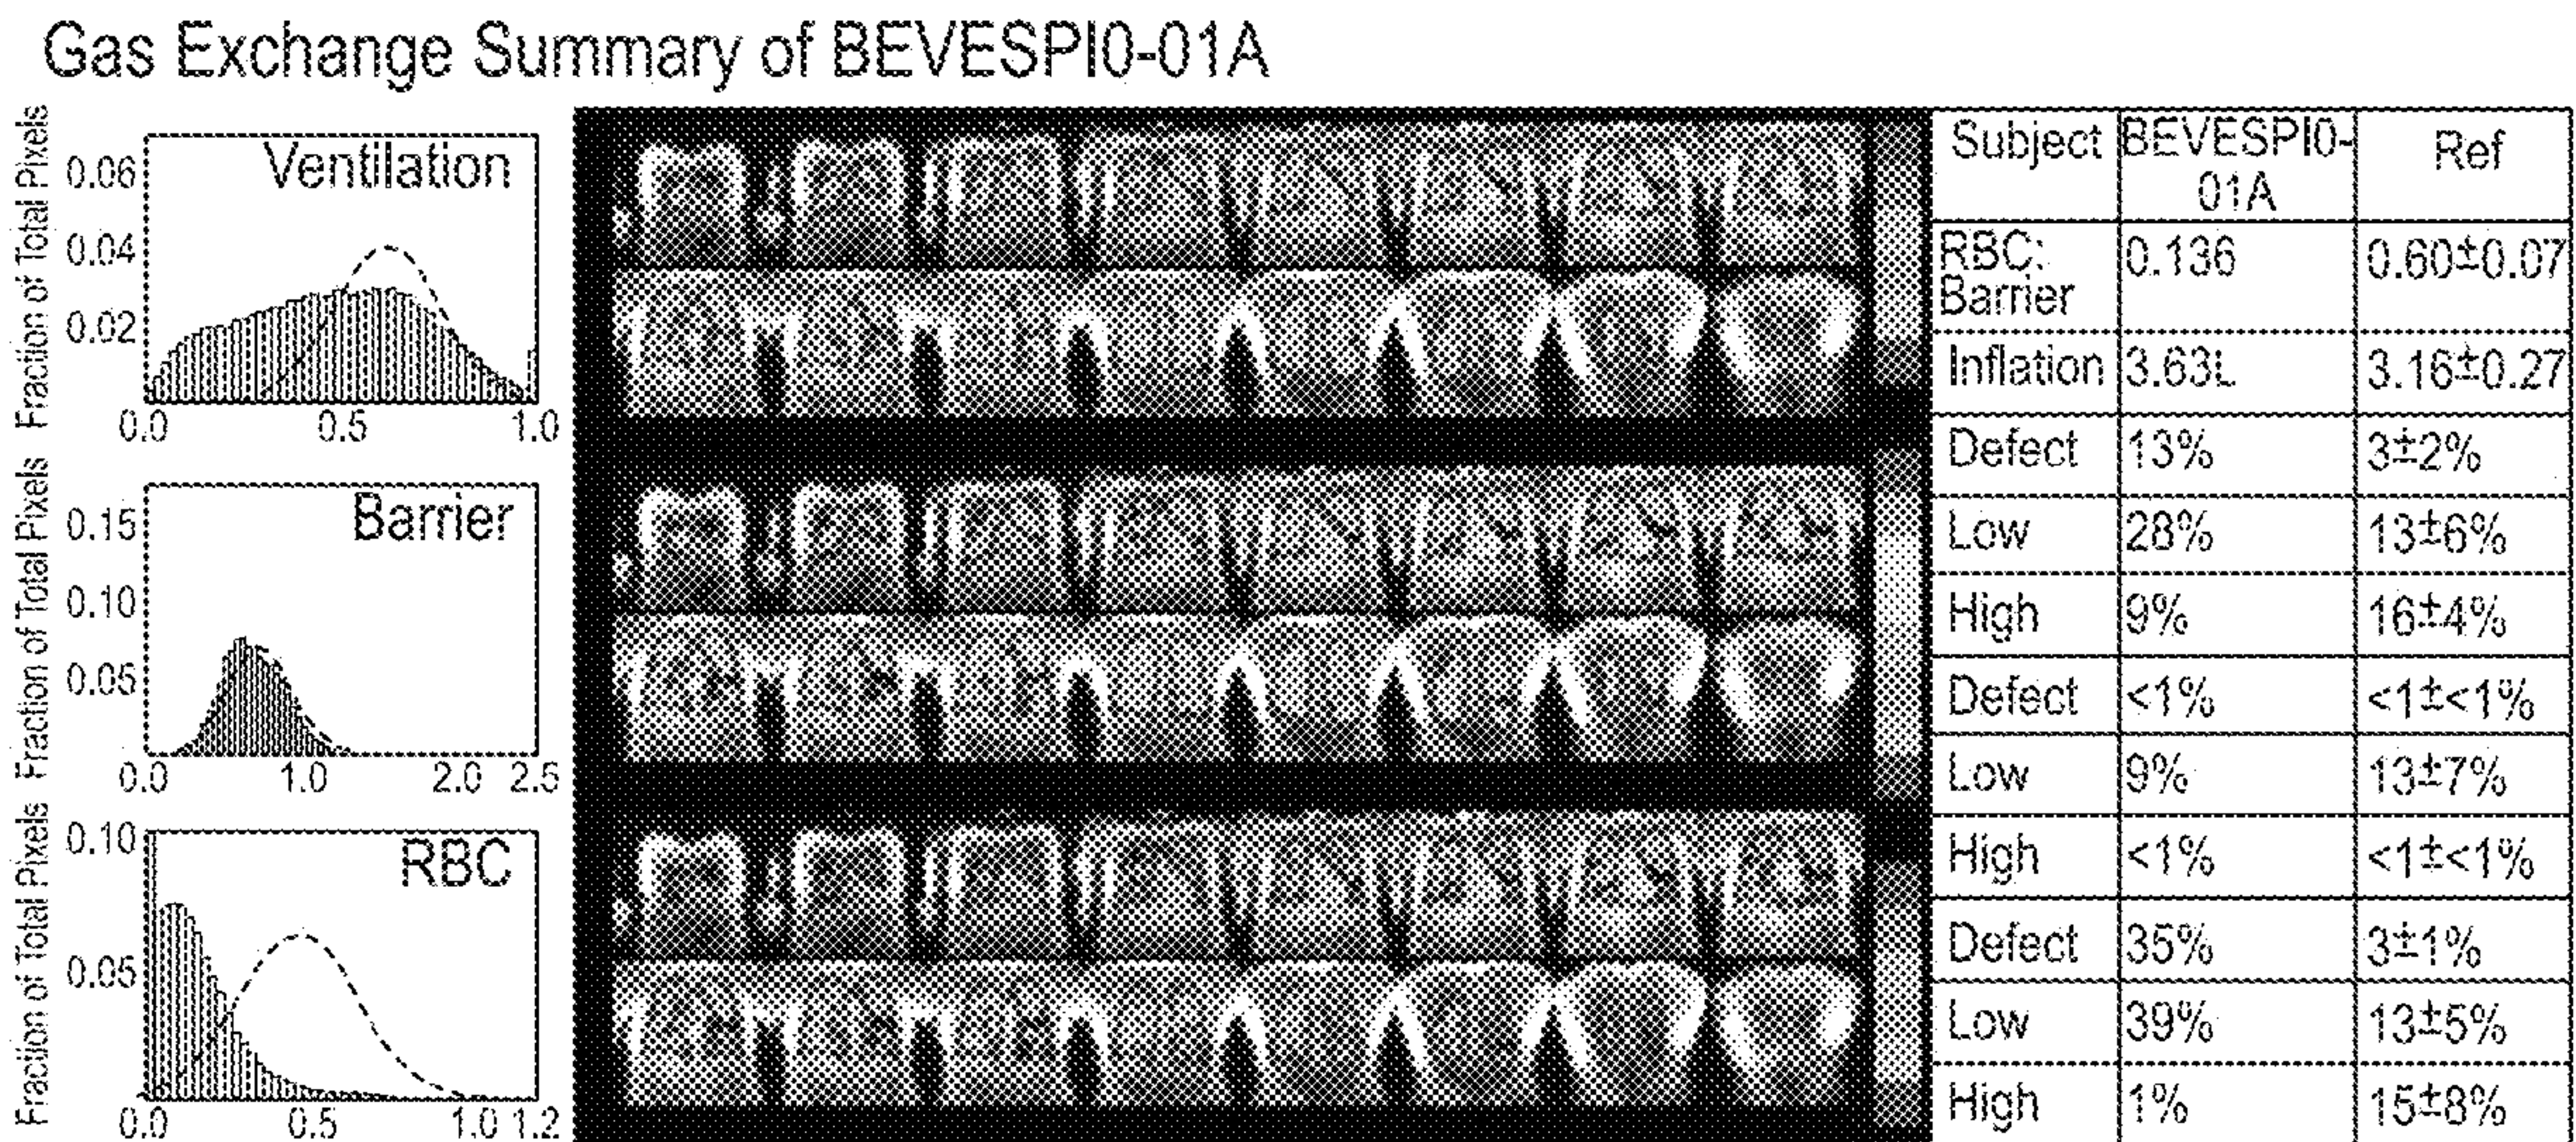 Gas Exchange Summary of BEVESPI0-01A
Fraction of Total Pixels
Ventilation
0.06
0.04
0.02
0.0 0.5 1.0
Fraction of Total Pixels
Barrier
0.15
0.10
0.05
0.0 1.0 2.0 2.5
Fraction of Total Pixels
RBC
0.10
0.05
0.0 0.5 1.0 1.2
Subject BEVESPI0-01A Ref
RBC: Barrier 0.136 0.60±0.07
Inflation 3.63L 3.16±0.27
Defect 13% 3±2%
Low 28% 13±6%
High 9% 16±4%
Defect <1% <1±<1%
Low 9% 13±7%
High <1% <1±<1%
Defect 35% 3±1%
Low 39% 13±5%
High 1% 15±8%